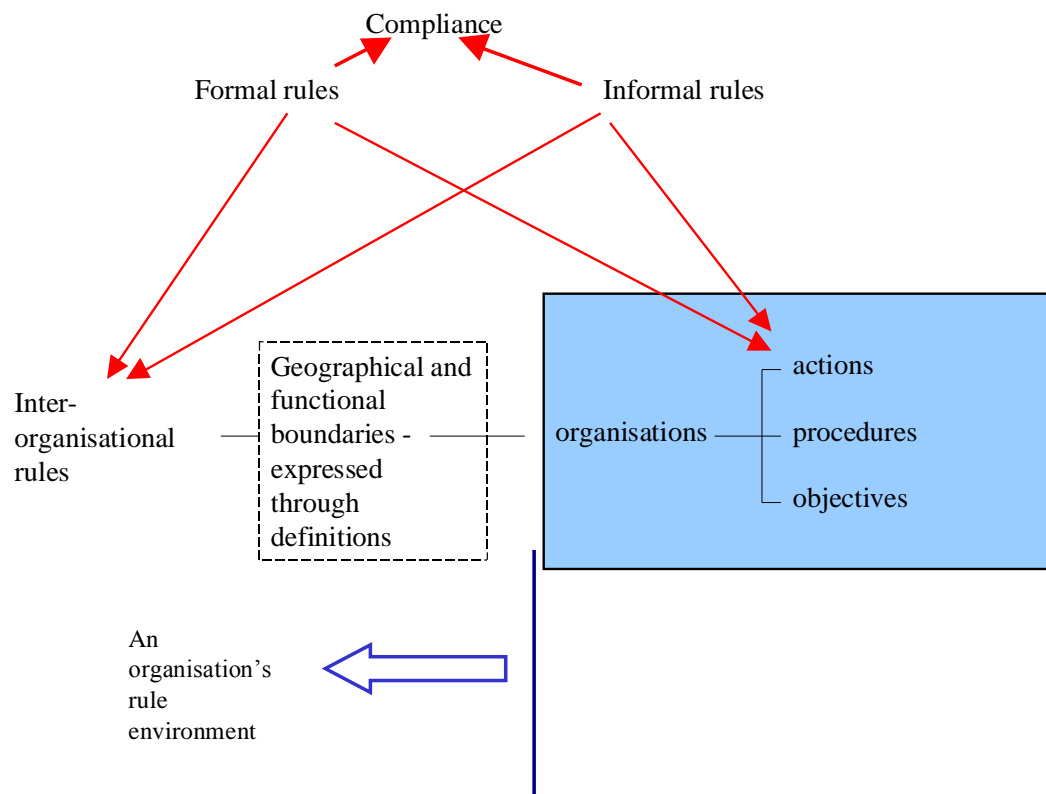 Compliance
Formal rules
Informal rules
Inter-
organisational
rules
Geographical and
functional
boundaries -
expressed
through
definitions
organisations
actions
procedures
objectives
An
organisation’s
rule
environment